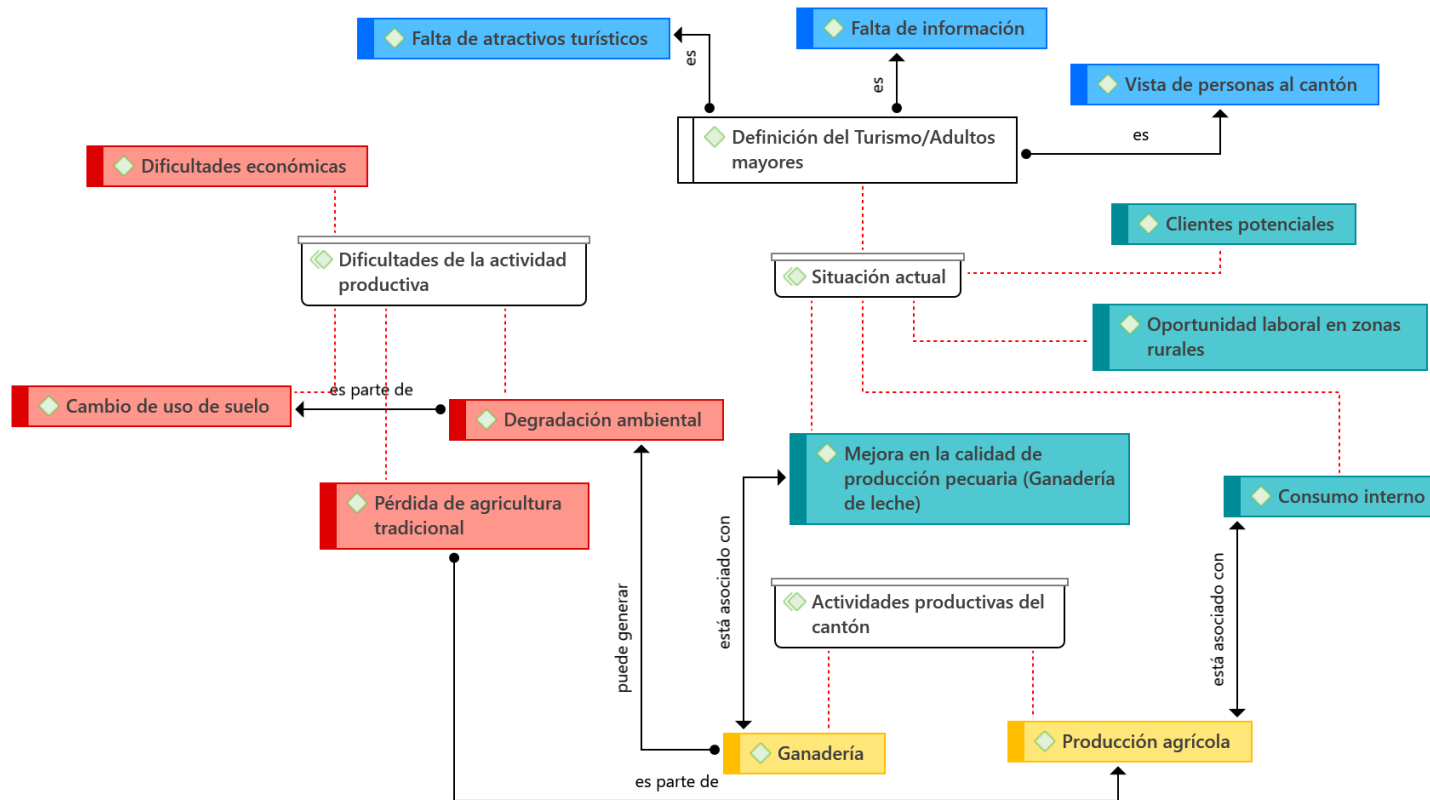 Falta de atractivos turísticos
Falta de información
es
es
Vista de personas al cantón
Definición del Turismo/Adultos
mayores
es
Dificultades económicas
Clientes potenciales
Dificultades de la actividad
productiva
Situación actual
Oportunidad laboral en zonas
rurales
es parte de
Cambio de uso de suelo
Degradación ambiental
Mejora en la calidad de
producción pecuaria (Ganadería
de leche)
Consumo interno
Pérdida de agricultura
tradicional
está asociado con
está asociado con
puede generar
Actividades productivas del
cantón
Producción agrícola
Ganadería
es parte de